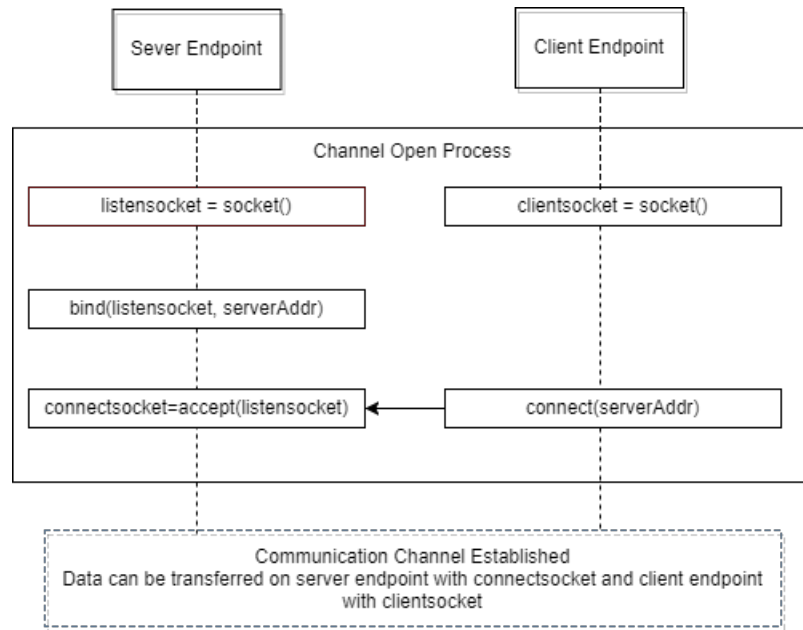 Sever Endpoint
Client Endpoint
Channel Open Process
listensocket = socket()
clientsocket = socket()
bind(listensocket, serverAddr)
connectsocket=accept(listensocket)
connect(serverAddr)
Communication Channel Established
Data can be transferred on server endpoint with connectsocket and client endpoint
with clientsocket